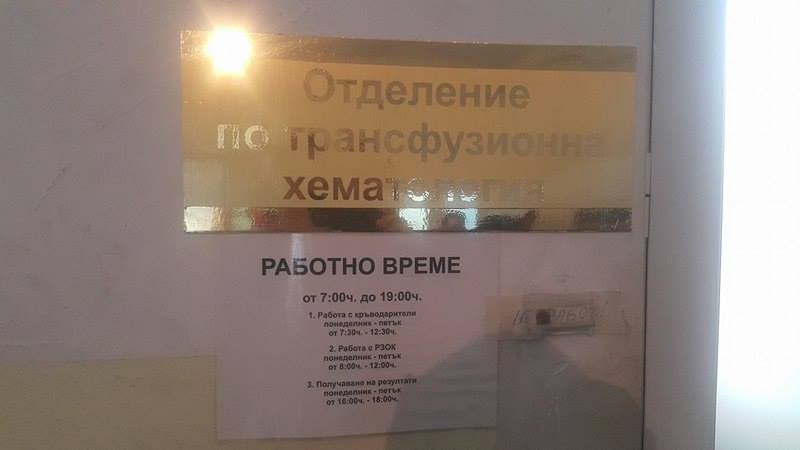 Отделение
по трансфузионна
хематология
РАБОТНО ВРЕМЕ
от 7:00ч. до 19:00ч.
1. Работа с кръводарители
понеделник - петък
от 7:30ч. - 12:30ч.
2. Работа с РЗОК
понеделник - петък
от 8:00ч. - 12:00ч.
3. Получаване на резултати
понеделник - петък
от 16:00ч. - 18:00ч.